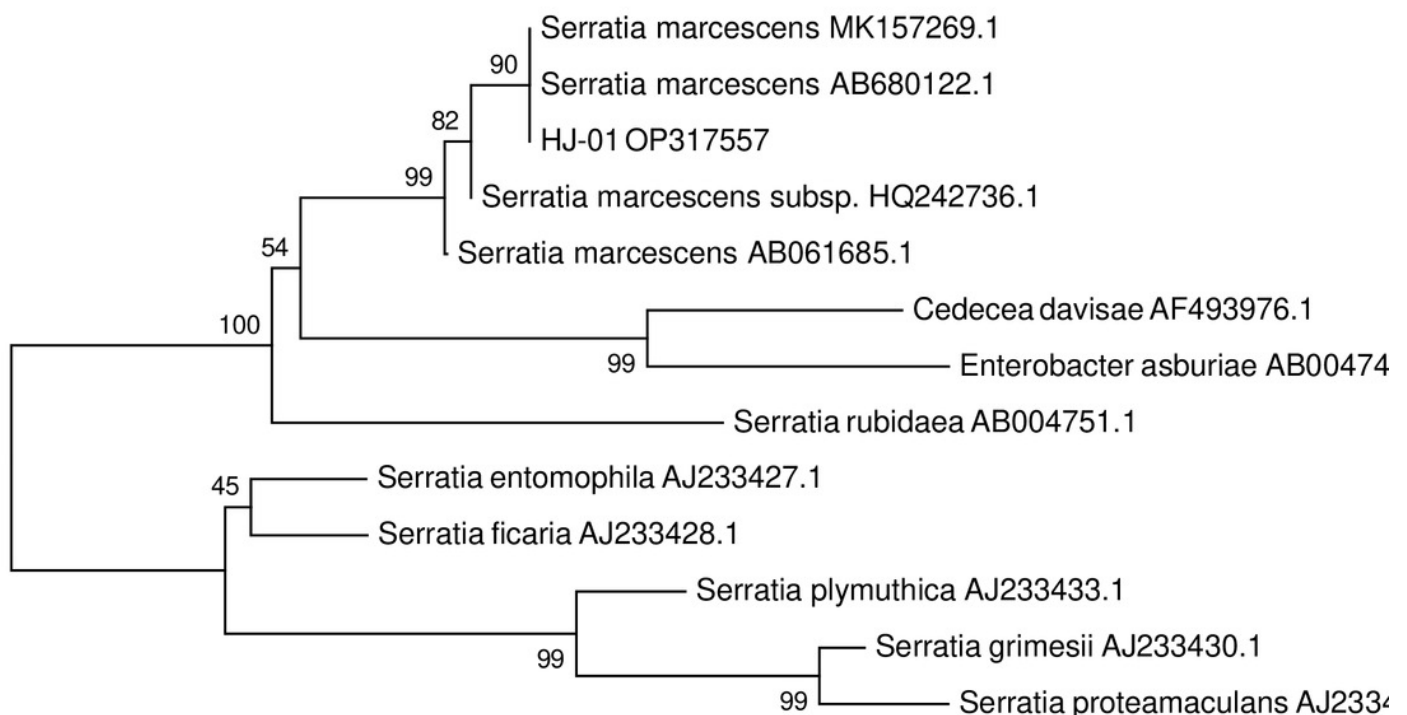 Serratia marcescens MK157269.1
90
Serratia marcescens AB680122.1
82
HJ-01 OP317557
99
Serratia marcescens subsp. HQ242736.1
54
Serratia marcescens AB061685.1
100
Cedecea davisae AF493976.1
99
Enterobacter asburiae AB00474
Serratia rubidaea AB004751.1
45
Serratia entomophila AJ233427.1
Serratia ficaria AJ233428.1
Serratia plymuthica AJ233433.1
99
Serratia grimesii AJ233430.1
99
Serratia proteamaculans AJ2334